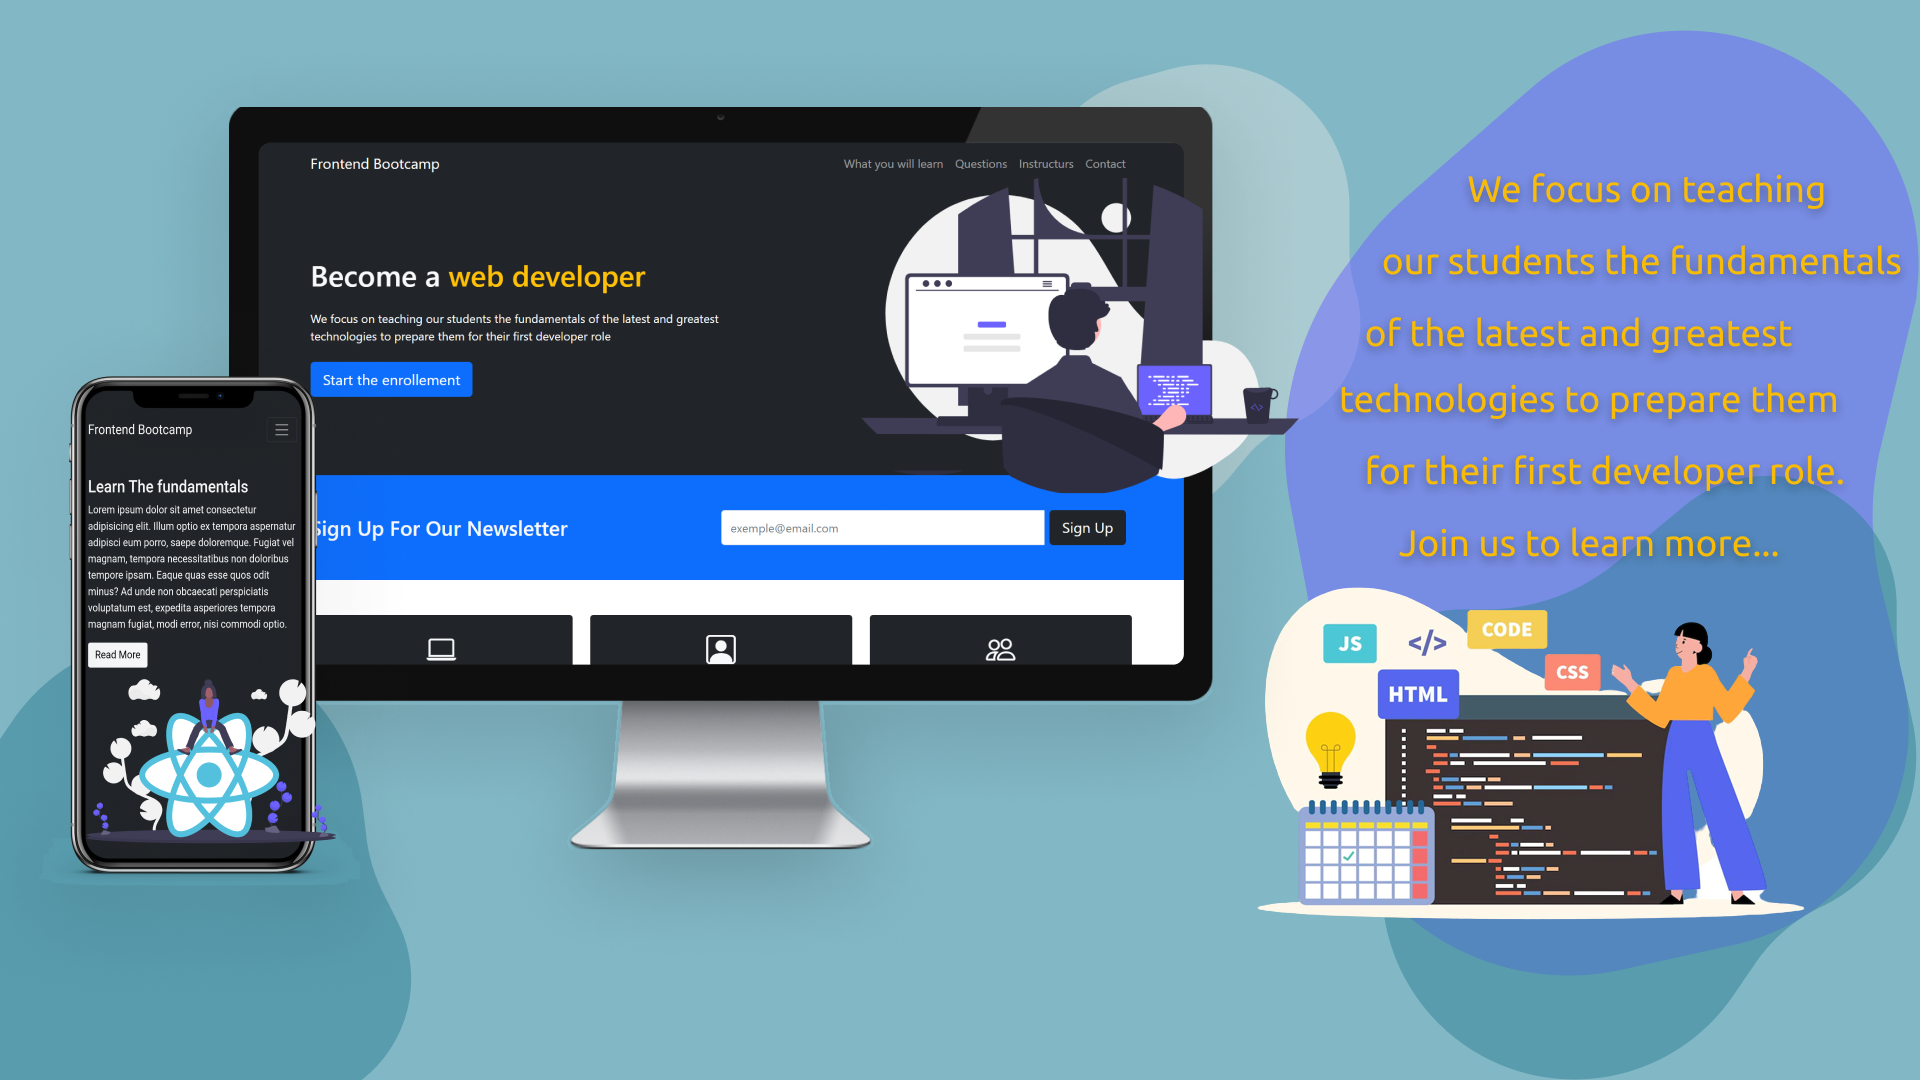 Frontend Bootcamp
What you will learn Questions Instructurs Contact
Become a web developer
We focus on teaching our students the fundamentals of the latest and greatest
technologies to prepare them for their first developer role
Start the enrollement
Sign Up For Our Newsletter
exemple@email.com
Sign Up
Frontend Bootcamp
Learn The fundamentals
Lorem ipsum dolor sit amet consectetur
adipisicing elit. Illum optio ex tempora aspernatur
adipisci eum porro, saepe doloremque. Fugiat vel
magnam, tempora necessitatibus non doloribus
tempore ipsam. Eaque quas esse quos odit
minus? Ad unde non obcaecati perspiciatis
voluptatum est, expedita asperiores tempora
magnam fugiat, modi error, nisi commodi optio.
Read More
We focus on teaching
our students the fundamentals
of the latest and greatest
technologies to prepare them
for their first developer role.
Join us to learn more...
JS
</>
CODE
CSS
HTML